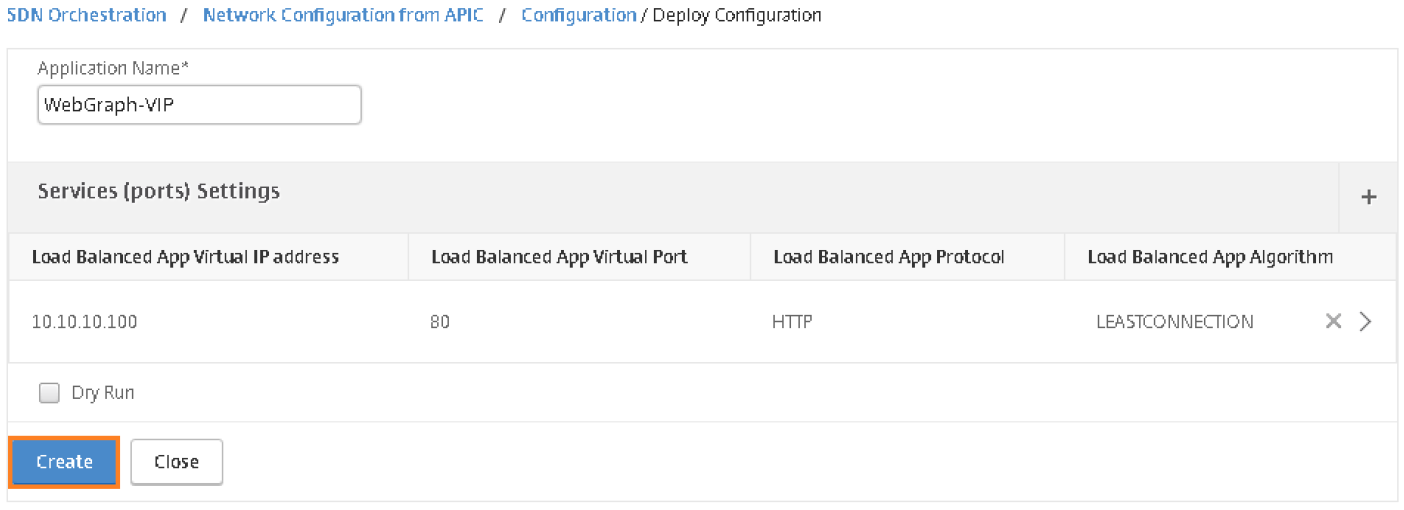 SDN Orchestration / Network Configuration from APIC / Configuration / Deploy Configuration
Application Name*
WebGraph-VIP
Services (ports) Settings +
Load Balanced App Virtual IP address Load Balanced App Virtual Port Load Balanced App Protocol Load Balanced App Algorithm
10.10.10.100 80 HTTP LEASTCONNECTION
Dry Run
Create Close